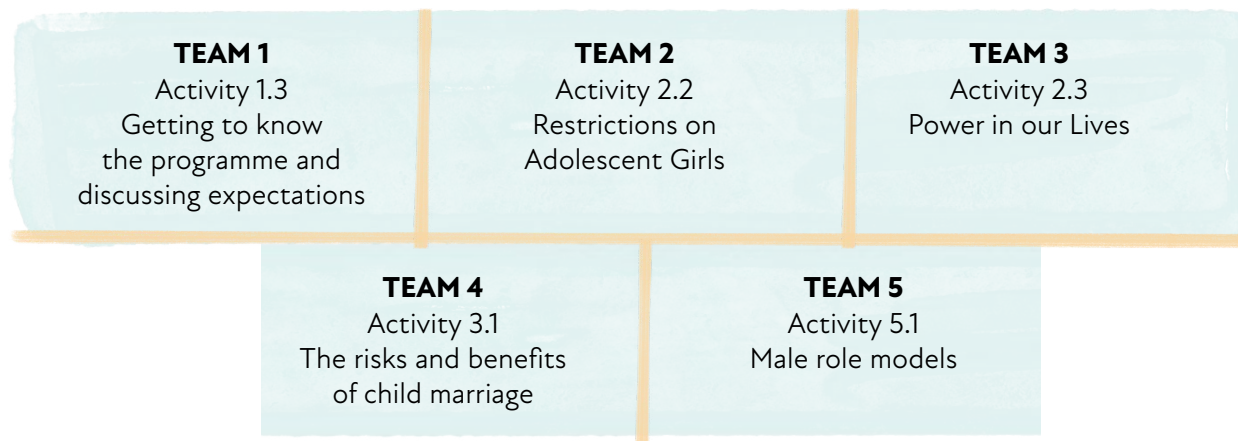 TEAM 1
Activity 1.3
Getting to know
the programme and
discussing expectations
TEAM 2
Activity 2.2
Restrictions on
Adolescent Girls
TEAM 3
Activity 2.3
Power in our Lives
TEAM 4
Activity 3.1
The risks and benefits
of child marriage
TEAM 5
Activity 5.1
Male role models